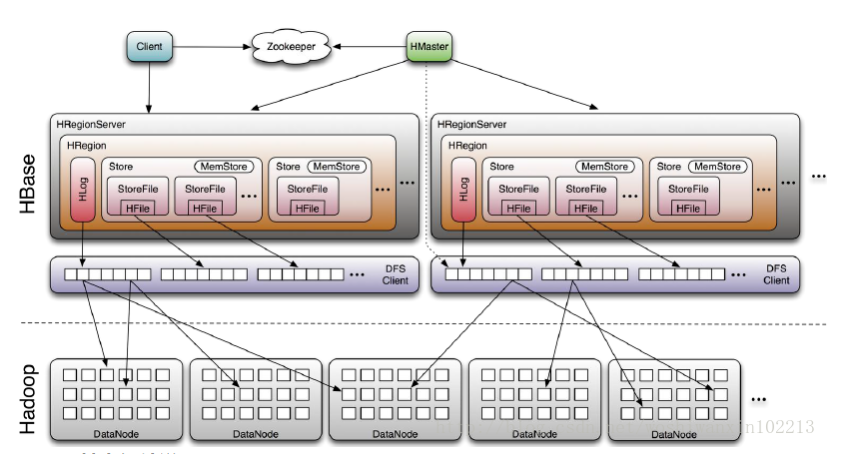 Client
Zookeeper
HMaster
HBase
HRegionServer
HRegion
HLog
Store
MemStore
StoreFile
HFile
StoreFile
HFile
...
Store
MemStore
StoreFile
HFile
...
...
HRegionServer
HRegion
HLog
Store
MemStore
StoreFile
HFile
StoreFile
HFile
...
Store
MemStore
StoreFile
HFile
...
...
...
...
DFS
Client
...
DFS
Client
Hadoop
DataNode
DataNode
DataNode
DataNode
DataNode
...